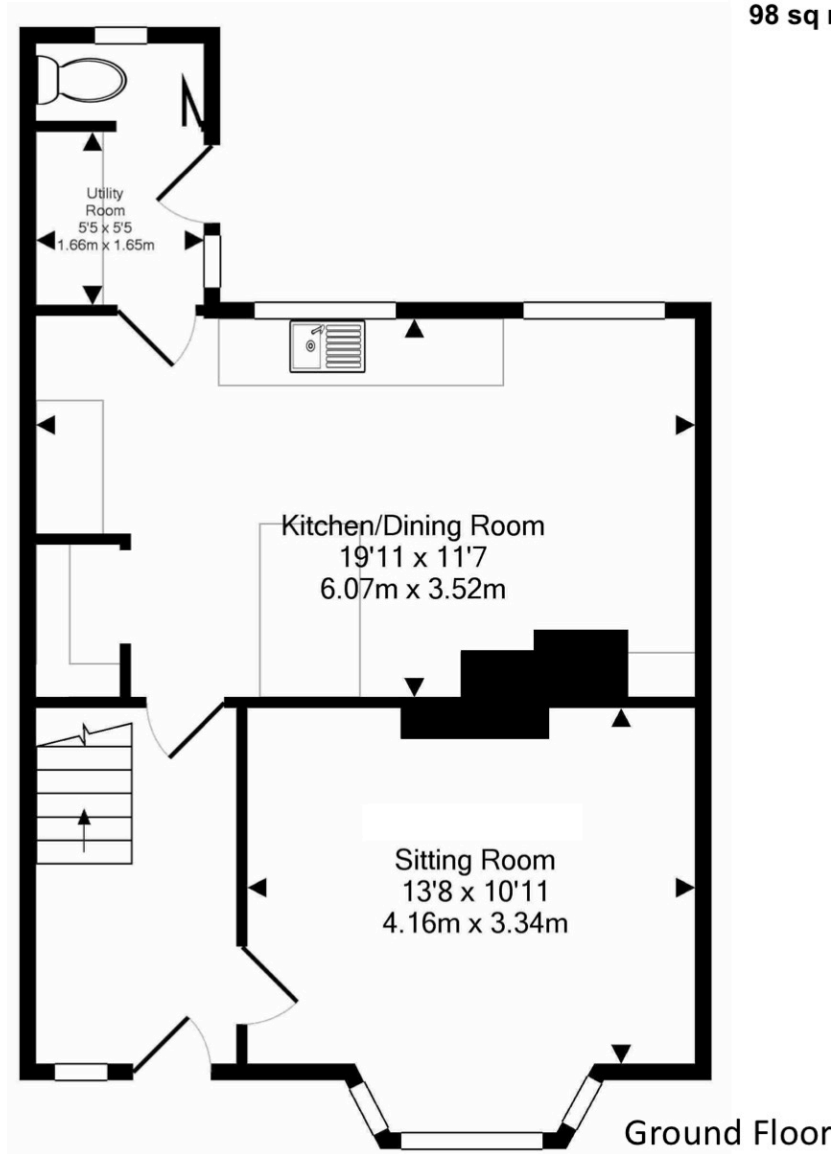 98 sq
Utility
Room
5'5 x 5'5
1.66m x 1.65m
Kitchen/Dining Room
19'11 x 11'7
6.07m x 3.52m
Sitting Room
13'8 x 10'11
4.16m x 3.34m
Ground Floor